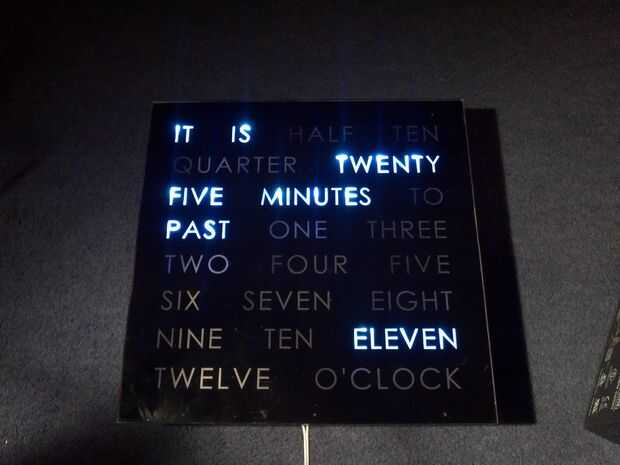 IT IS HALF TEN
QUARTER TWENTY
FIVE MINUTES TO
PAST ONE THREE
TWO FOUR FIVE
SIX SEVEN EIGHT
NINE TEN ELEVEN
TWELVE O'CLOCK